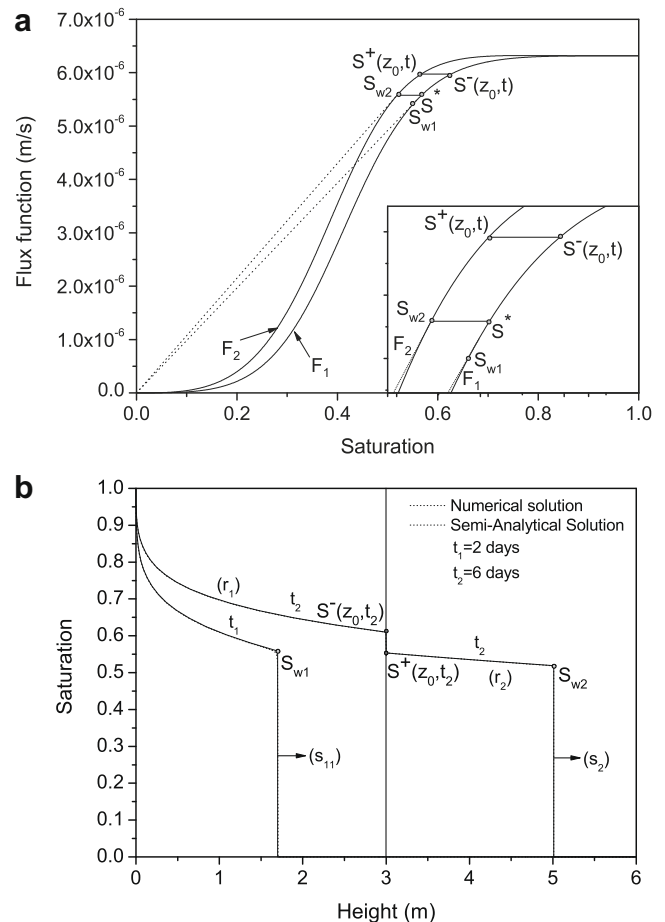 a
7.0x10⁻⁶
6.0x10⁻⁶
5.0x10⁻⁶
4.0x10⁻⁶
3.0x10⁻⁶
2.0x10⁻⁶
1.0x10⁻⁶
0.0
Flux function (m/s)
S⁺(z₀,t)
S⁻(z₀,t)
S_w2
S*
S_w1
F₂
F₁
S⁺(z₀,t)
S⁻(z₀,t)
S_w2
S*
F₂
S_w1
F₁
0.0 0.2 0.4 0.6 0.8 1.0
Saturation
b
1.0
0.9
0.8
0.7
0.6
0.5
0.4
0.3
0.2
0.1
0.0
Saturation
Numerical solution
Semi-Analytical Solution
t₁=2 days
t₂=6 days
(r₁)
t₂
S⁻(z₀,t₂)
t₁
S_w1
t₂
S⁺(z₀,t₂)
(r₂)
S_w2
(s₁₁)
(s₂)
0 1 2 3 4 5 6
Height (m)